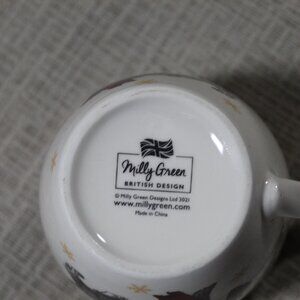 Milly Green
BRITISH DESIGN
© Milly Green Designs Ltd 2021
www.millygreen.com
Made in China